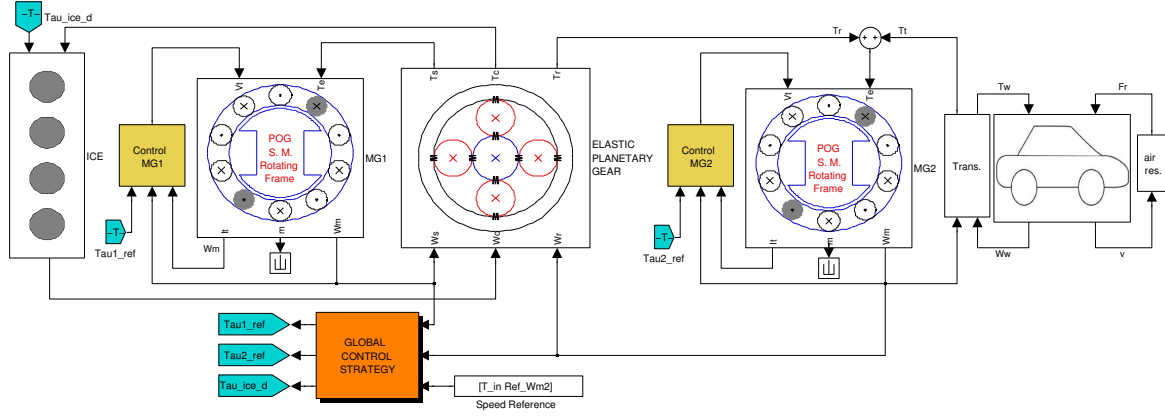 -T-
Tau_ice_d
ICE
Control
MG1
-T-
Tau1_ref
Vt
Te
POG
S. M.
Rotating
Frame
MG1
It
m
Wm
Wm
Ts
Tc
Tr
ELASTIC
PLANETARY
GEAR
Ws
Wc
Wr
Tr
Tt
Control
MG2
-T-
Tau2_ref
Vt
Te
POG
S. M.
Rotating
Frame
MG2
It
m
Wm
Trans.
Tw
Fr
air
res.
Ww
v
Tau1_ref
Tau2_ref
Tau_ice_d
GLOBAL
CONTROL
STRATEGY
[T_in Ref_Wm2]
Speed Reference